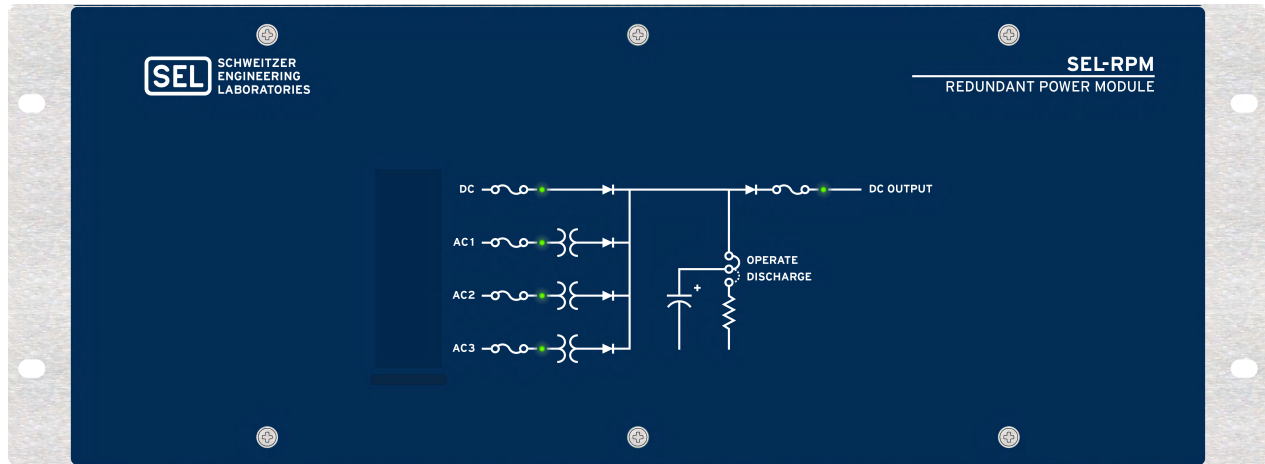 SEL
SCHWEITZER
ENGINEERING
LABORATORIES
SEL-RPM
REDUNDANT POWER MODULE
DC
DC OUTPUT
AC1
OPERATE
DISCHARGE
AC2
+
AC3